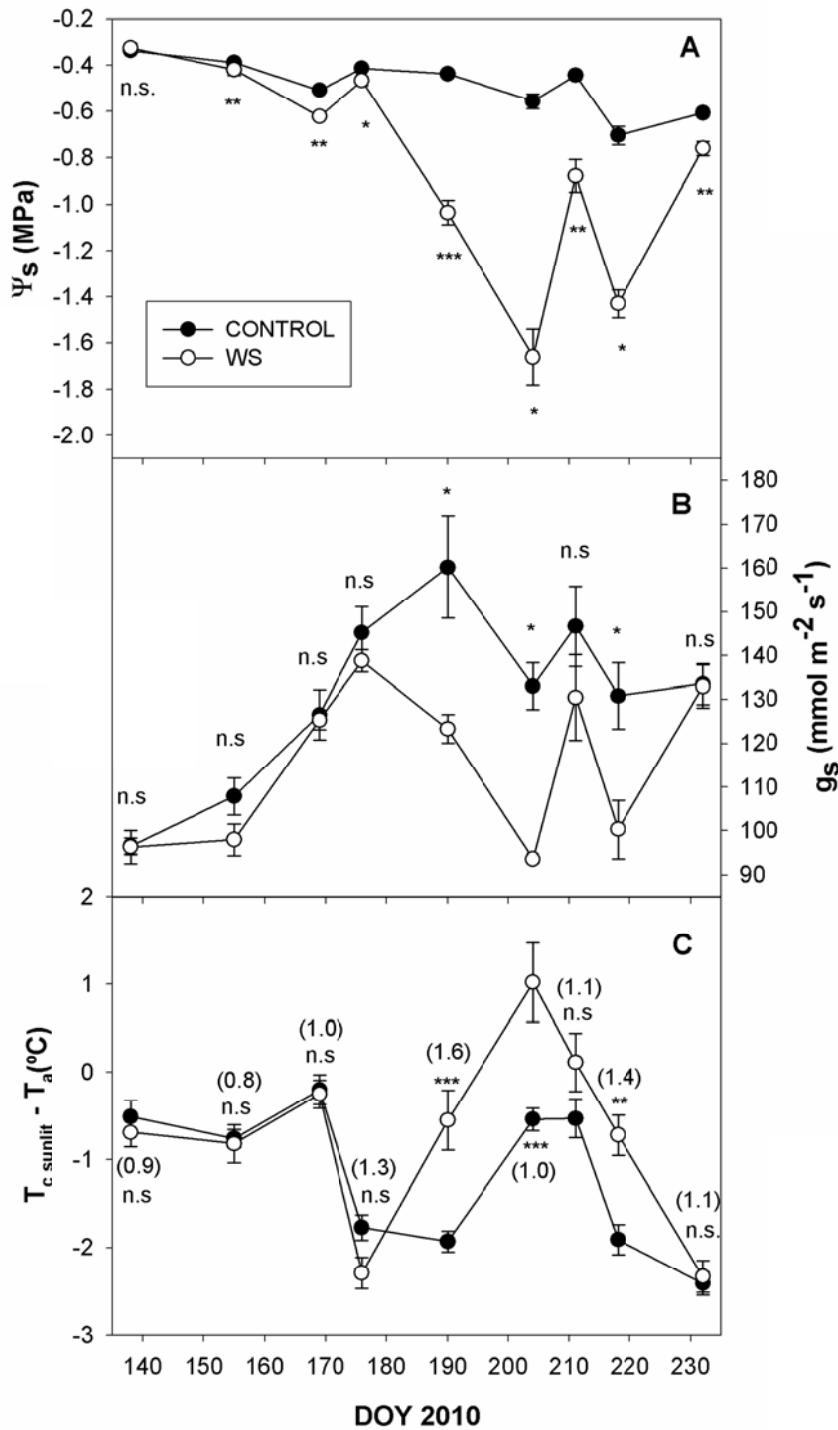 -0.2
A
-0.4
n.s.
-0.6
**
*
**
-0.8
**
-1.0
**
***
-1.2
Ψs (MPa)
-1.4
CONTROL
WS
*
-1.6
-1.8
*
-2.0
180
B
*
170
n.s
160
n.s
150
*
*
n.s
140
n.s
130
n.s
120
110
n.s
100
90
gs (mmol m-2 s-1)
2
C
1
(1.1)
n.s
(1.0)
n.s
(1.6)
***
(1.4)
**
0
(0.8)
n.s
***
(1.0)
-1
(0.9)
n.s
(1.3)
n.s
(1.1)
n.s.
-2
-3
Tc sunlit - Ta(ºC)
140 150 160 170 180 190 200 210 220 230
DOY 2010